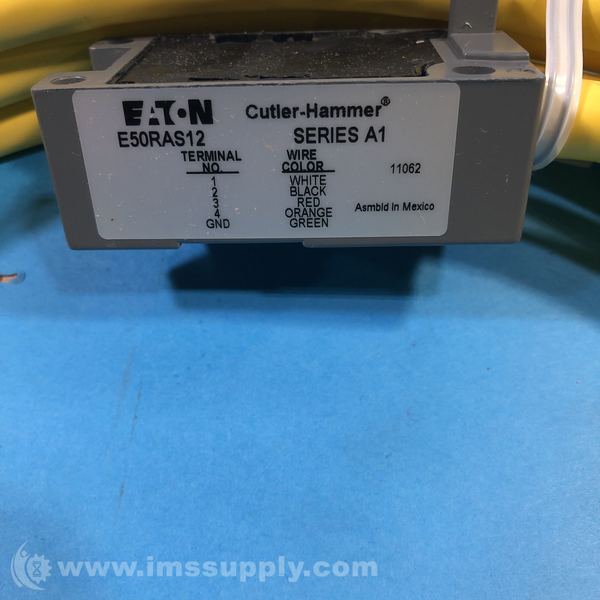 EATON Cutler-Hammer®
E50RAS12 SERIES A1
TERMINAL NO. WIRE COLOR 11062
1 WHITE
2 BLACK
3 RED
4 ORANGE Asmbld In Mexico
GND GREEN
© www.imssupply.com